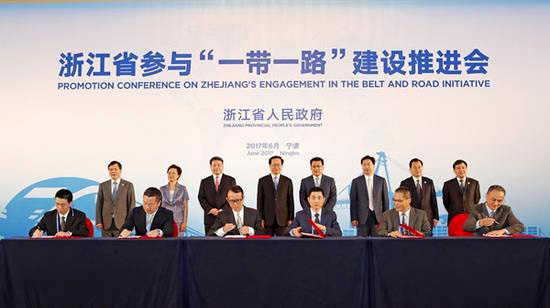 浙江省参与“一带一路”建设推进会
PROMOTION CONFERENCE ON ZHEJIANG'S ENGAGEMENT IN THE BELT AND ROAD INITIATIVE
浙江省人民政府
ZHEJIANG PROVINCIAL PEOPLE'S GOVERNMENT
2017年6月 宁波
June 2017 Ningbo